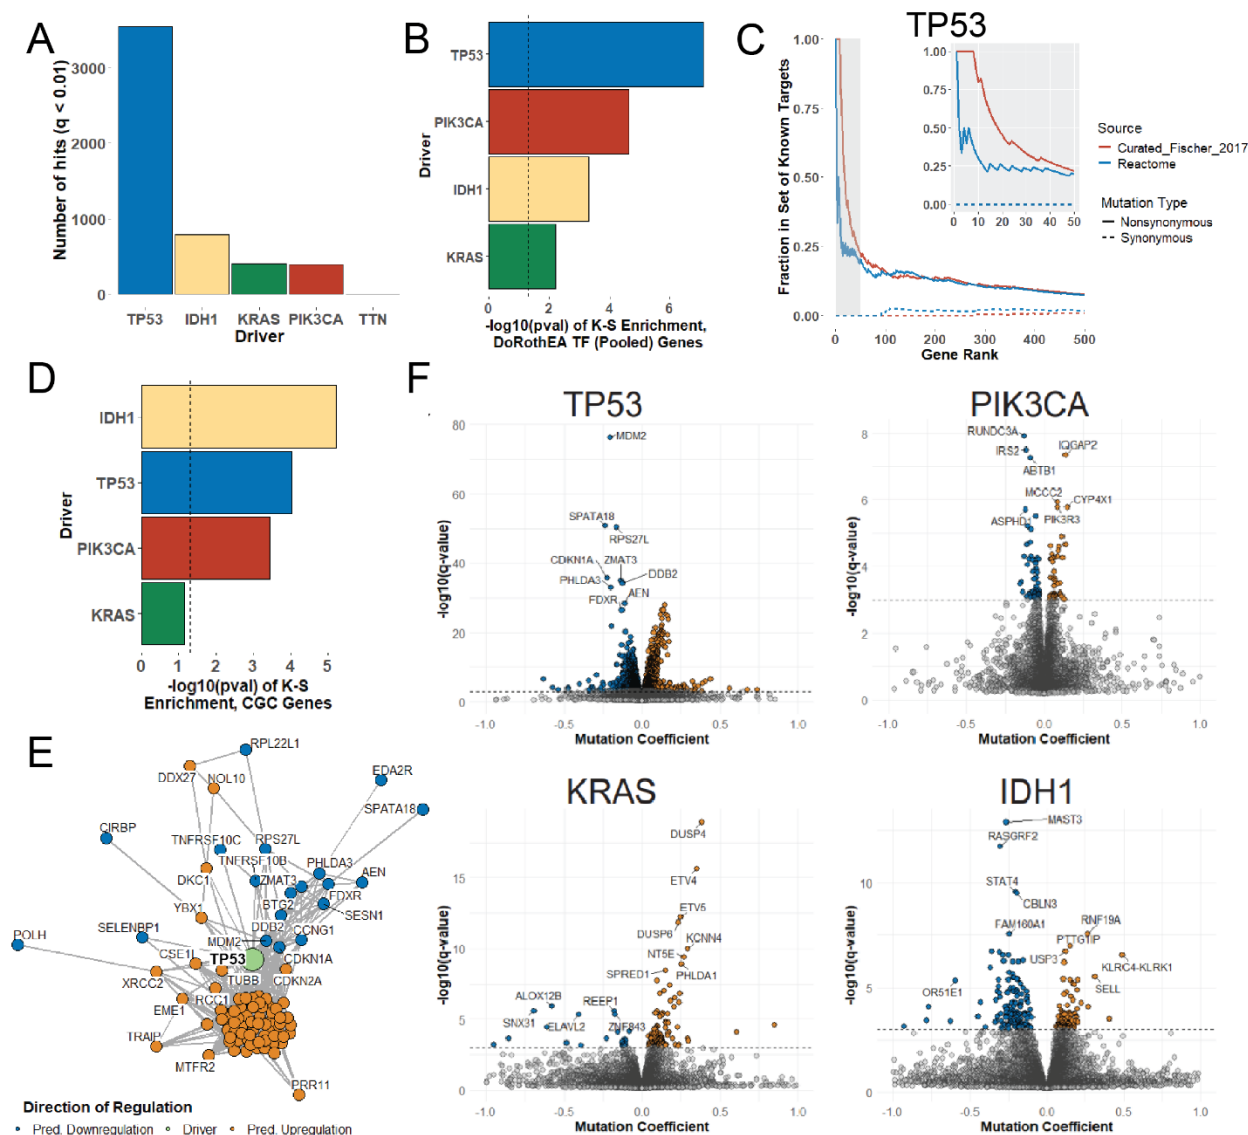 A
Number of hits (q < 0.01)
3000
2000
1000
0
TP53 IDH1 KRAS PIK3CA TTN
Driver
B
Driver
TP53
PIK3CA
IDH1
KRAS
0 2 4 6
-log10(pval) of K-S Enrichment,
DoRothEA TF (Pooled) Genes
C
TP53
Fraction in Set of Known Targets
1.00
0.75
0.50
0.25
0.00
0 100 200 300 400 500
Gene Rank
1.00
0.75
0.50
0.25
0.00
0 10 20 30 40 50
Source
Curated_Fischer_2017
Reactome
Mutation Type
Nonsynonymous
Synonymous
D
Driver
IDH1
TP53
PIK3CA
KRAS
0 1 2 3 4 5
-log10(pval) of K-S
Enrichment, CGC Genes
E
RPL22L1
DDX27
NOL10
EDA2R
SPATA18
CIRBP
TNFRSF10C
RPS27L
TNFRSF10B
PHLDA3
ZMAT3
AEN
DKC1
FDXR
BTG2
SESN1
YBX1
DDB2
SELENBP1
POLH
MDM2
CCNG1
CSE1L
TP53
CDKN1A
XRCC2
TUBB
CDKN2A
RCC1
EME1
TRAIP
MTFR2
PRR11
Direction of Regulation
Pred. Downregulation
Driver
Pred. Upregulation
F
TP53
-log10(q-value)
80
60
40
20
0
MDM2
SPATA18
RPS27L
CDKN1A
ZMAT3
PHLDA3
DDB2
FDXR
AEN
-1.0 -0.5 0.0 0.5 1.0
Mutation Coefficient
PIK3CA
-log10(q-value)
8
6
4
2
0
RUNDC3A
IRS2
IQGAP2
ABTB1
MCCC2
CYP4X1
ASPHD1
PIK3R3
-1.0 -0.5 0.0 0.5 1.0
Mutation Coefficient
KRAS
-log10(q-value)
15
10
5
0
DUSP4
ETV4
ETV5
DUSP6
KCNN4
NT5E
SPRED1
PHLDA1
ALOX12B
REEP1
SNX31
ELAVL2
ZNF843
-1.0 -0.5 0.0 0.5 1.0
Mutation Coefficient
IDH1
-log10(q-value)
10
5
0
MAST3
RASGRF2
STAT4
CBLN3
FAM160A1
RNF19A
PTTG1IP
USP3
KLRC4-KLRK1
SELL
OR51E1
-1.0 -0.5 0.0 0.5 1.0
Mutation Coefficient